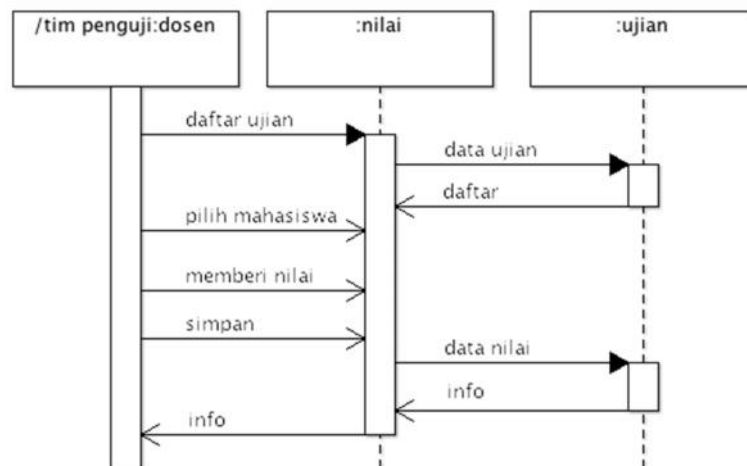 /tim penguji:dosen
:nilai
:ujian
daftar ujian
data ujian
daftar
pilih mahasiswa
memberi nilai
simpan
data nilai
info
info